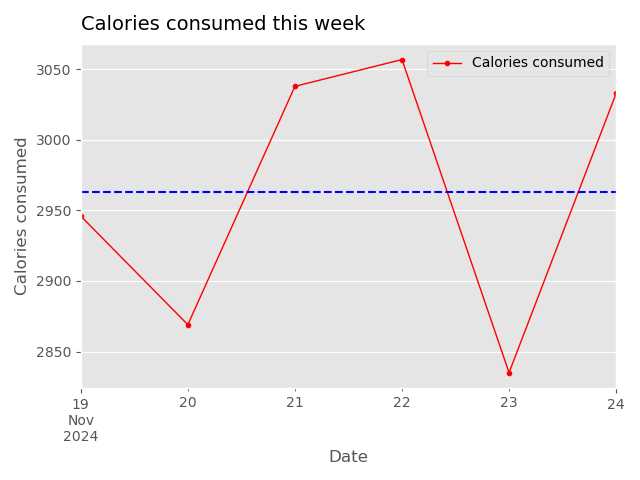 Calories consumed this week
Calories consumed
3050
3000
2950
2900
2850
Calories consumed
19
Nov
2024
20
21
22
23
24
Date